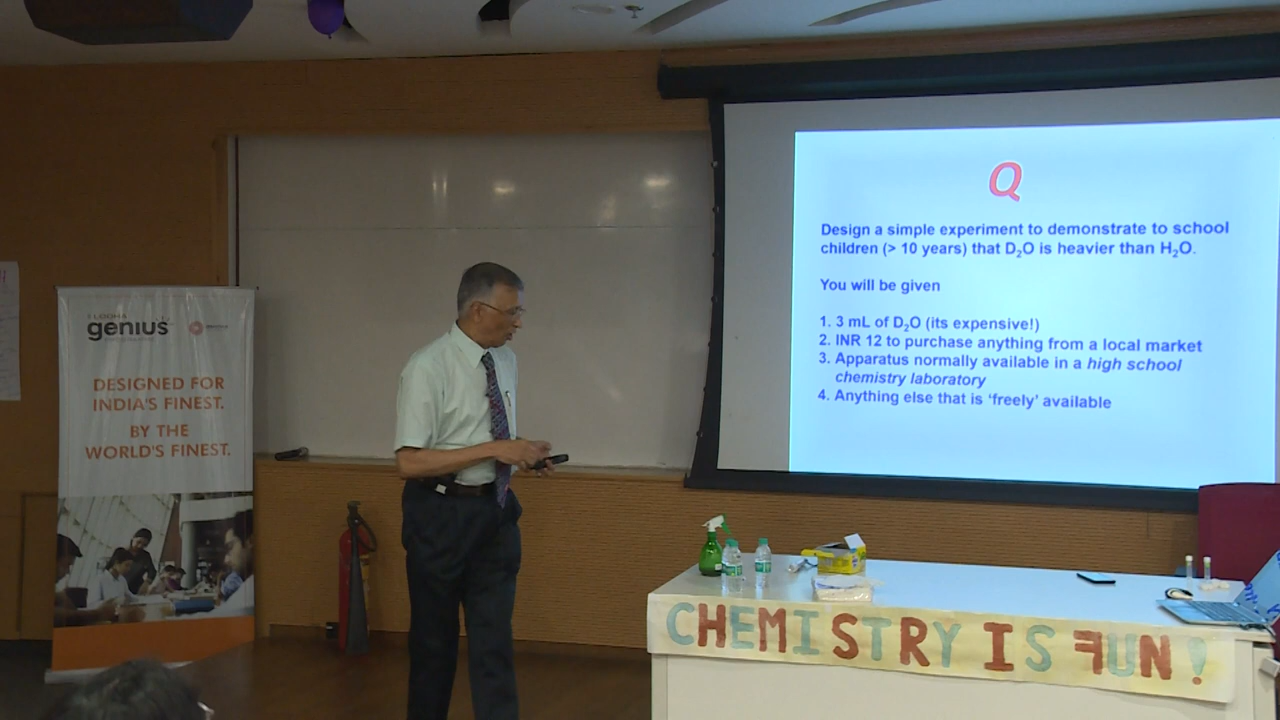 LODHA
genius
DESIGNED FOR
INDIA'S FINEST.
BY THE
WORLD'S FINEST.
Q
Design a simple experiment to demonstrate to school
children (> 10 years) that D₂O is heavier than H₂O.
You will be given
1. 3 mL of D₂O (its expensive!)
2. INR 12 to purchase anything from a local market
3. Apparatus normally available in a high school
chemistry laboratory
4. Anything else that is ‘freely’ available
CHEMISTRY IS FUN!